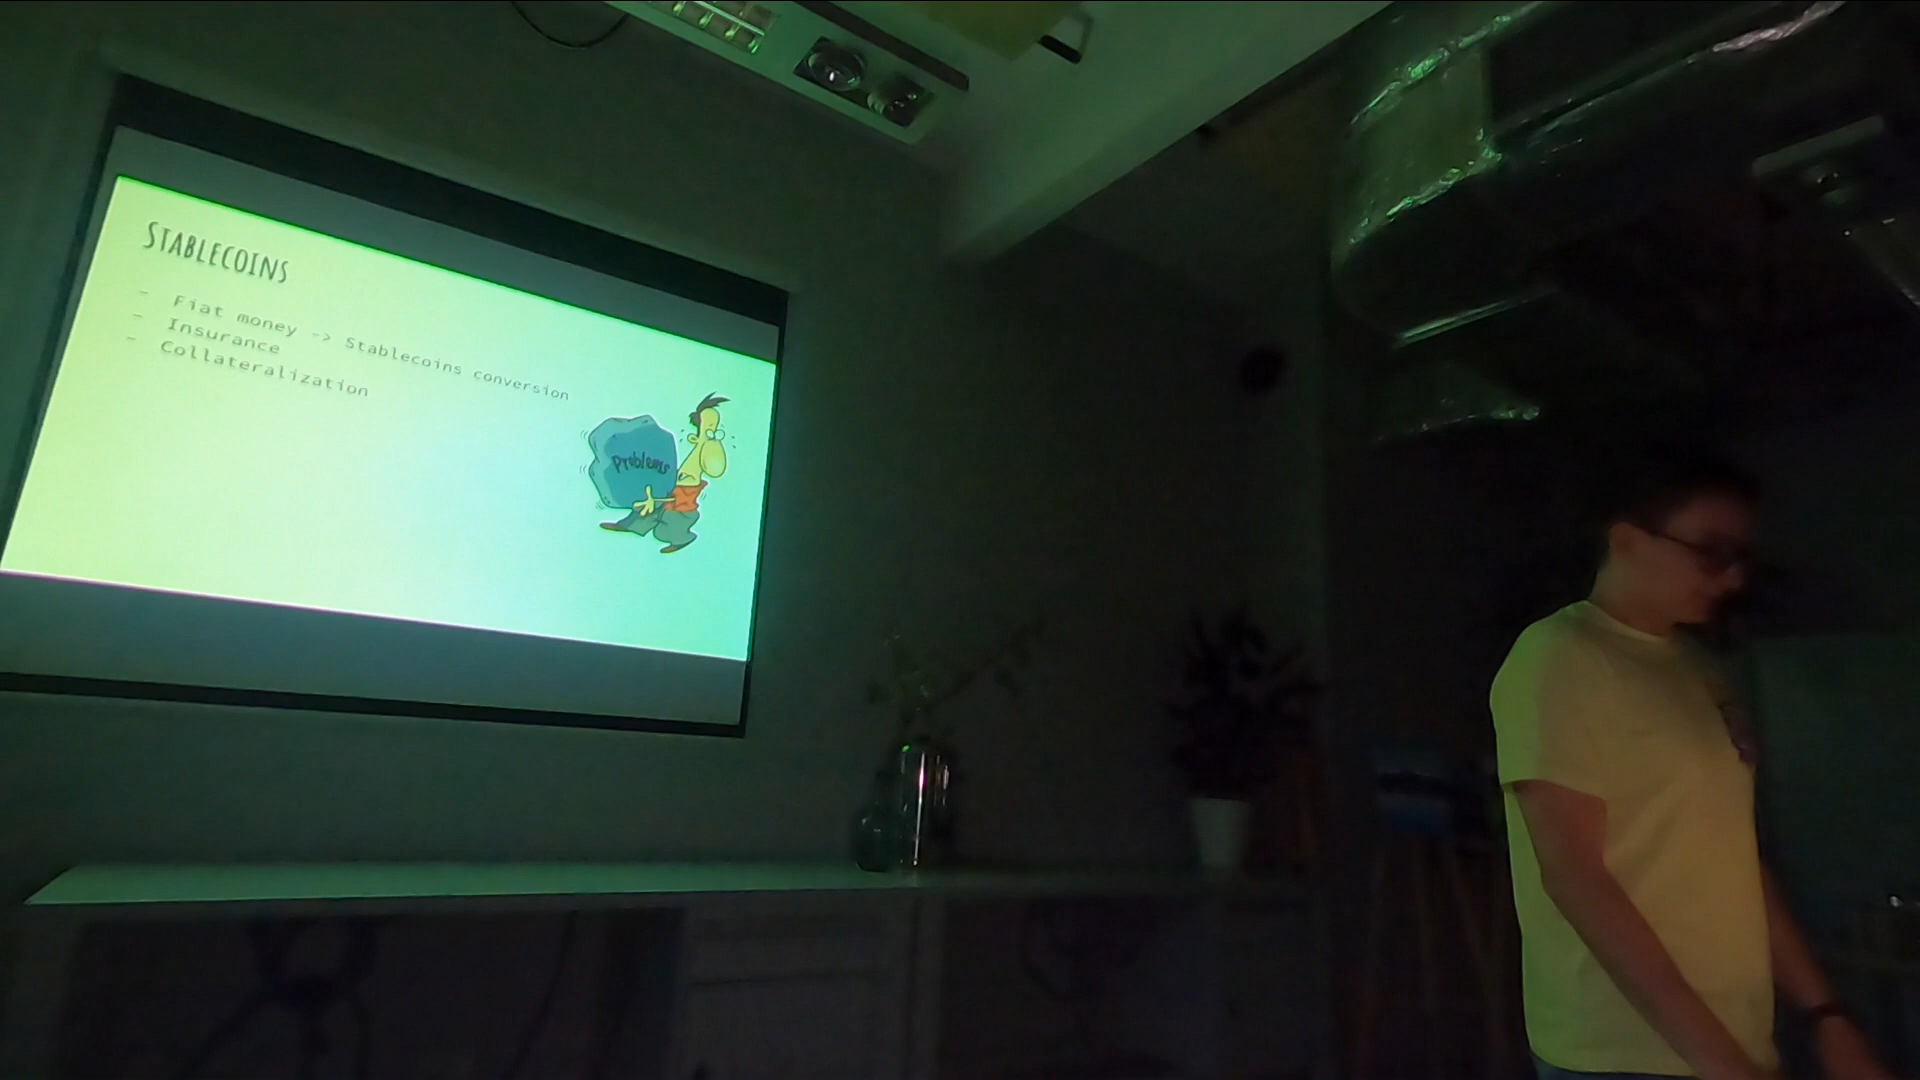 Stablecoins
- Fiat money -> Stablecoins conversion
- Insurance
- Collateralization
problems